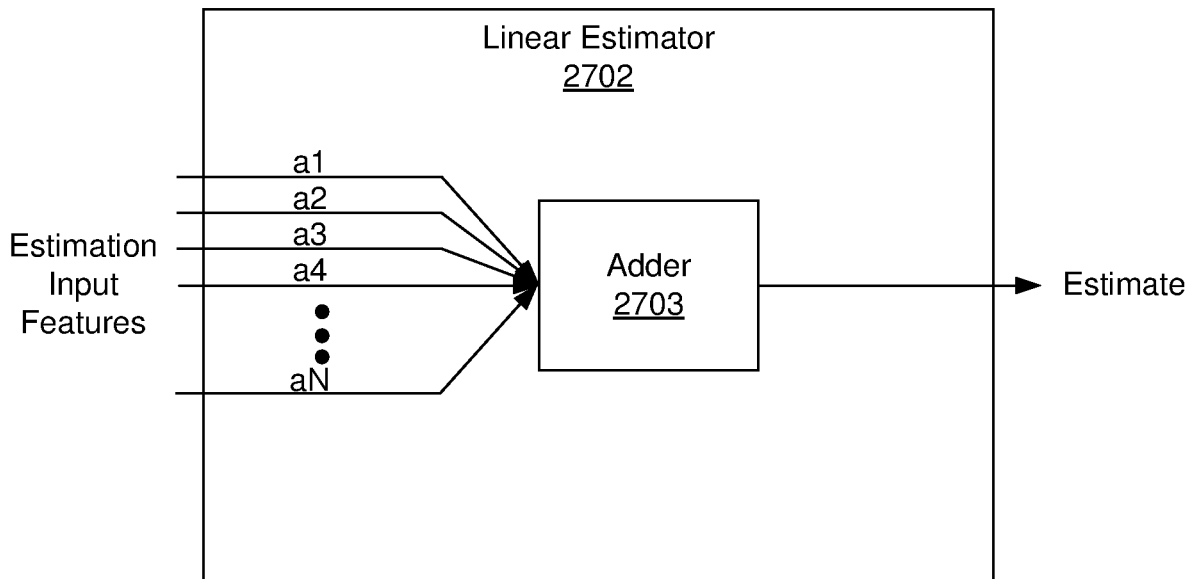 Linear Estimator
2702
a1
a2
a3
a4
aN
Estimation
Input
Features
Adder
2703
Estimate